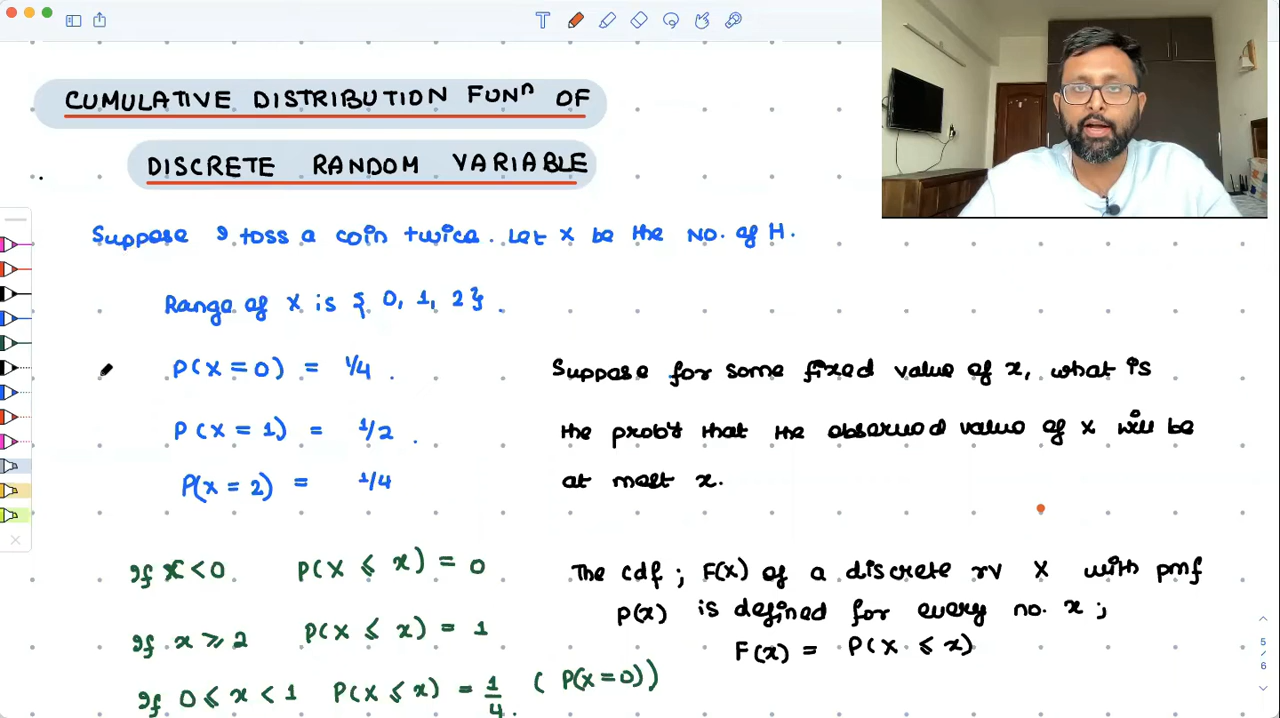 CUMULATIVE DISTRIBUTION FUNⁿ OF
DISCRETE RANDOM VARIABLE
Suppose I toss a coin twice. Let X be the No. of H.
Range of X is { 0, 1, 2 } .
P(X = 0) = 1/4 .
P(X = 1) = 1/2 .
P(X = 2) = 1/4
Suppose for some fixed value of x, what is
the prob'y that the observed value of X will be
at most x.
If x < 0 P(X ≤ x) = 0
If x ≥ 2 P(X ≤ x) = 1
If 0 ≤ x < 1 P(X ≤ x) = 1/4 . ( P(X = 0) )
The cdf ; F(x) of a discrete rv X with pmf
p(x) is defined for every no. x ;
F(x) = P(X ≤ x)
5
/
6